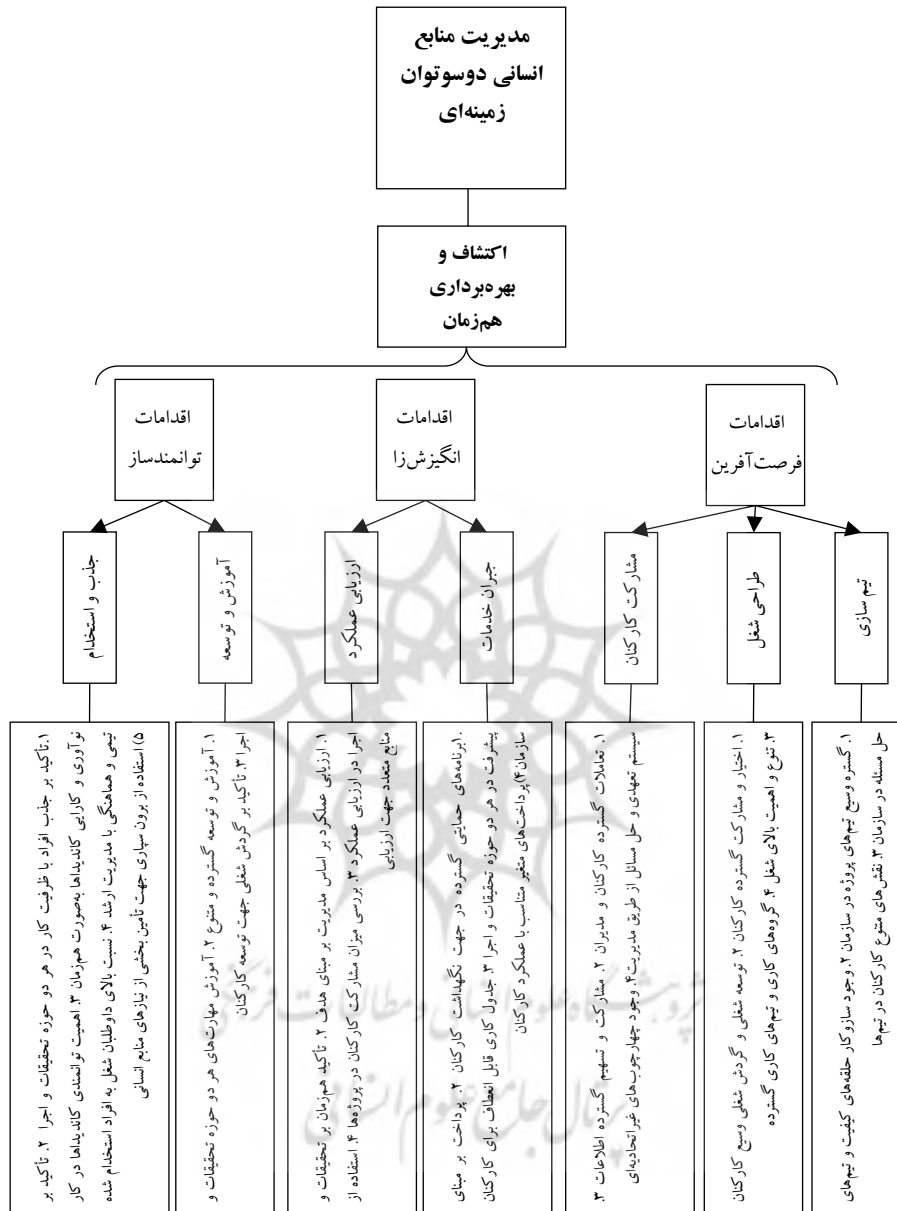 مدیریت منابع
انسانی دوسوتوان
زمینه‌ای
اکتشاف و
بهره‌برداری
هم‌زمان
اقدامات
فرصت‌آفرین
اقدامات
انگیزش‌زا
اقدامات
توانمندساز
تیم سازی
طراحی شغل
مشارکت کارکنان
جبران خدمات
ارزیابی عملکرد
آموزش و توسعه
جذب و استخدام
۱. گستره وسیع تیم‌های پروژه در سازمان ۲. وجود سازوکار حلقه‌های کیفیت و تیم‌های
حل مسئله در سازمان ۳. نقش‌های متنوع کارکنان در تیم‌ها
۱. اختیار و مشارکت گسترده کارکنان ۲. توسعه شغلی و گردش شغلی وسیع کارکنان
۳. تنوع و اهمیت بالای شغل ۴. گروه‌های کاری و تیم‌های کاری گسترده
۱. تعاملات گسترده کارکنان و مدیران ۲. مشارکت و تسهیم گسترده اطلاعات ۳.
سیستم تعهدی و حل مسائل از طریق مدیریت ۴. وجود چهارچوب‌های غیراتحادیه‌ای
۱.برنامه‌های حمایتی گسترده در جهت نگهداشت کارکنان ۲. پرداخت بر مبنای
پیشرفت در هر دو حوزه تحقیقات و اجرا ۳. جدول کاری قابل انعطاف برای کارکنان
سازمان ۴)پرداخت‌های متغیر متناسب با عملکرد کارکنان
۱. ارزیابی عملکرد بر اساس مدیریت بر مبنای هدف ۲. تأکید هم‌زمان بر تحقیقات و
اجرا در ارزیابی عملکرد ۳. بررسی میزان مشارکت کارکنان در پروژه‌ها ۴. استفاده از
منابع متعدد جهت ارزیابی
۱. آموزش و توسعه گسترده و متنوع ۲. آموزش مهارت‌های هر دو حوزه تحقیقات و
اجرا ۳. تأکید بر گردش شغلی جهت توسعه کارکنان
۱. تأکید بر جذب افراد با ظرفیت کار در هر دو حوزه تحقیقات و اجرا ۲. تأکید بر
نوآوری و کارایی کاندیداها به‌صورت هم‌زمان ۳. اهمیت توانمندی کاندیداها در کار
تیمی و هماهنگی با مدیریت ارشد ۴. نسبت بالای داوطلبان شغل به افراد استخدام شده
۵)استفاده از برون سپاری جهت تأمین بخشی از نیازهای منابع انسانی
پژوهشگاه علوم انسانی و مطالعات فرهنگی
پرتال جامع علوم انسانی